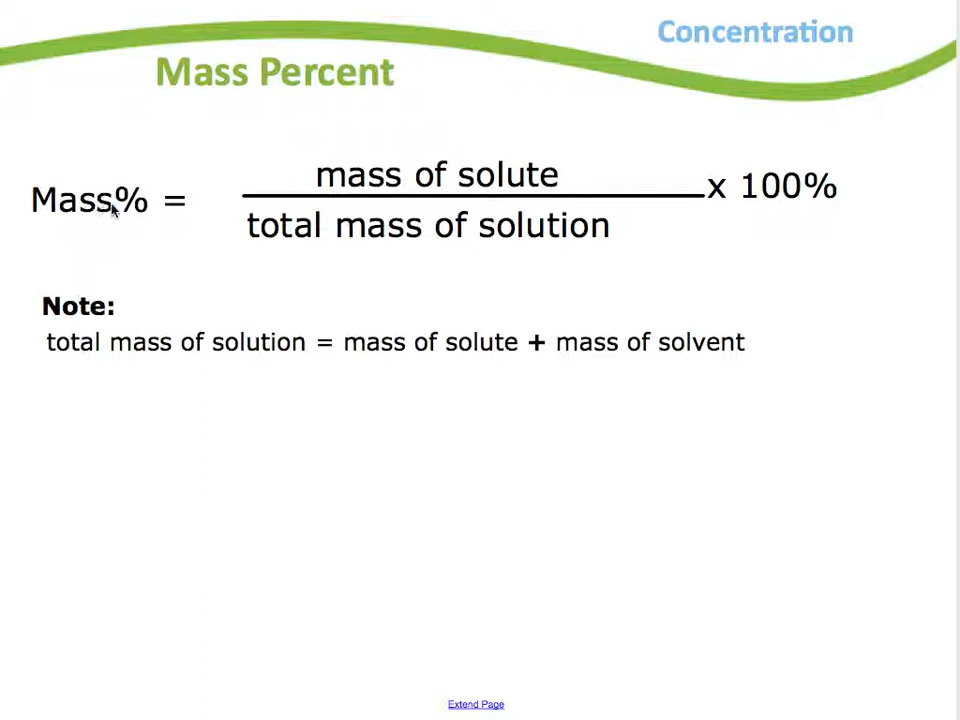 Concentration
Mass Percent
mass of solute
Mass% = x 100%
total mass of solution
Note:
total mass of solution = mass of solute + mass of solvent
Extend Page